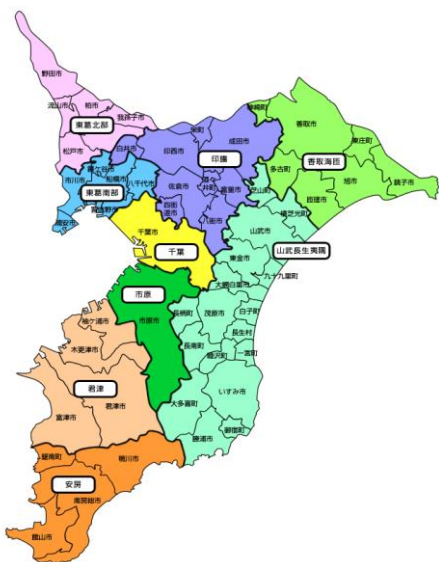 野田市
流山市
柏市
我孫子市
東葛北部
松戸市
栄町
成田市
神崎町
香取市
東庄町
白井市
印西市
印旛
香取海匝
鎌ケ谷市
市川市
船橋市
八千代市
東葛南部
習志野市
浦安市
佐倉市
酒々井町
富里市
四街道市
八街市
多古町
芝山町
旭市
銚子市
匝瑳市
横芝光町
山武市
山武長生夷隅
千葉市
千葉
東金市
九十九里町
大網白里市
市原
市原市
長柄町
茂原市
白子町
長生村
長南町
睦沢町
一宮町
袖ケ浦市
木更津市
君津
富津市
君津市
大多喜町
いすみ市
御宿町
勝浦市
鋸南町
鴨川市
安房
南房総市
館山市